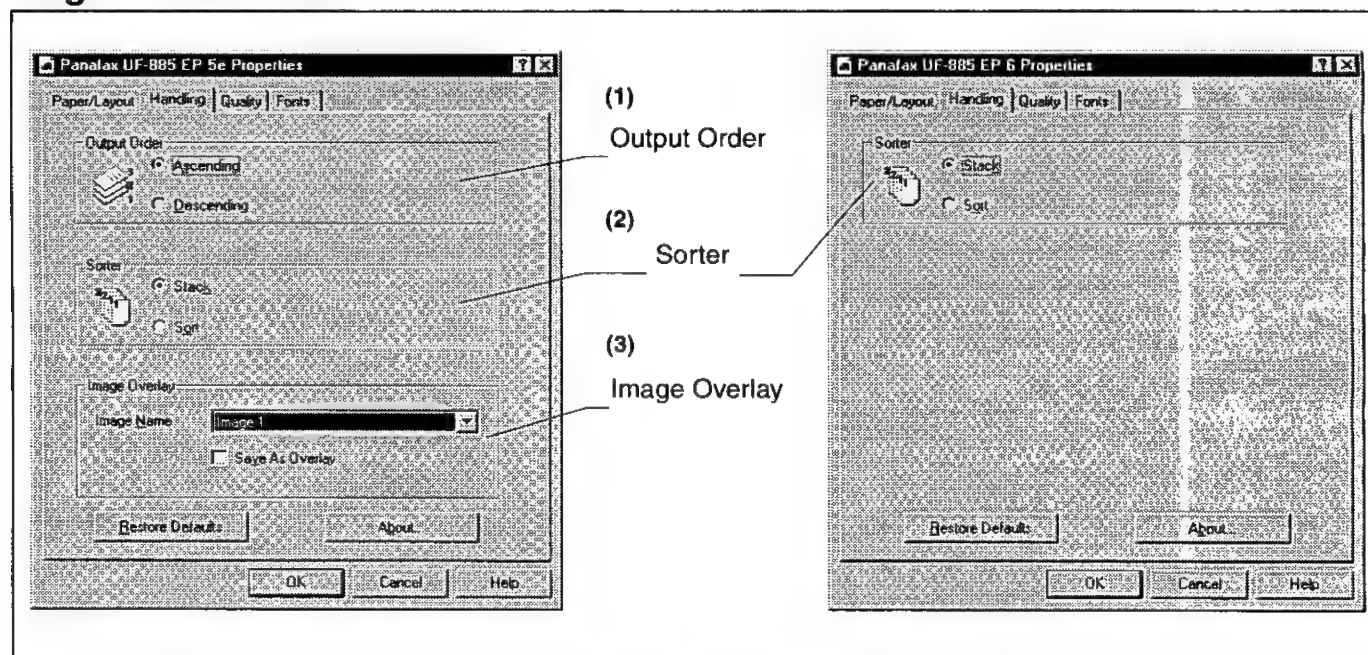 Panafax UF-885 EP 5e Properties
Paper/Layout Handling Quality Fonts
Output Order
Ascending
Descending
Sorter
Stack
Sort
Image Overlay
Image Name
Image 1
Save As Overlay
Restore Defaults
About...
OK
Cancel
Help
(1)
Output Order
(2)
Sorter
(3)
Image Overlay
Panafax UF-885 EP 6 Properties
Paper/Layout Handling Quality Fonts
Sorter
Stack
Sort
Restore Defaults
About...
OK
Cancel
Help